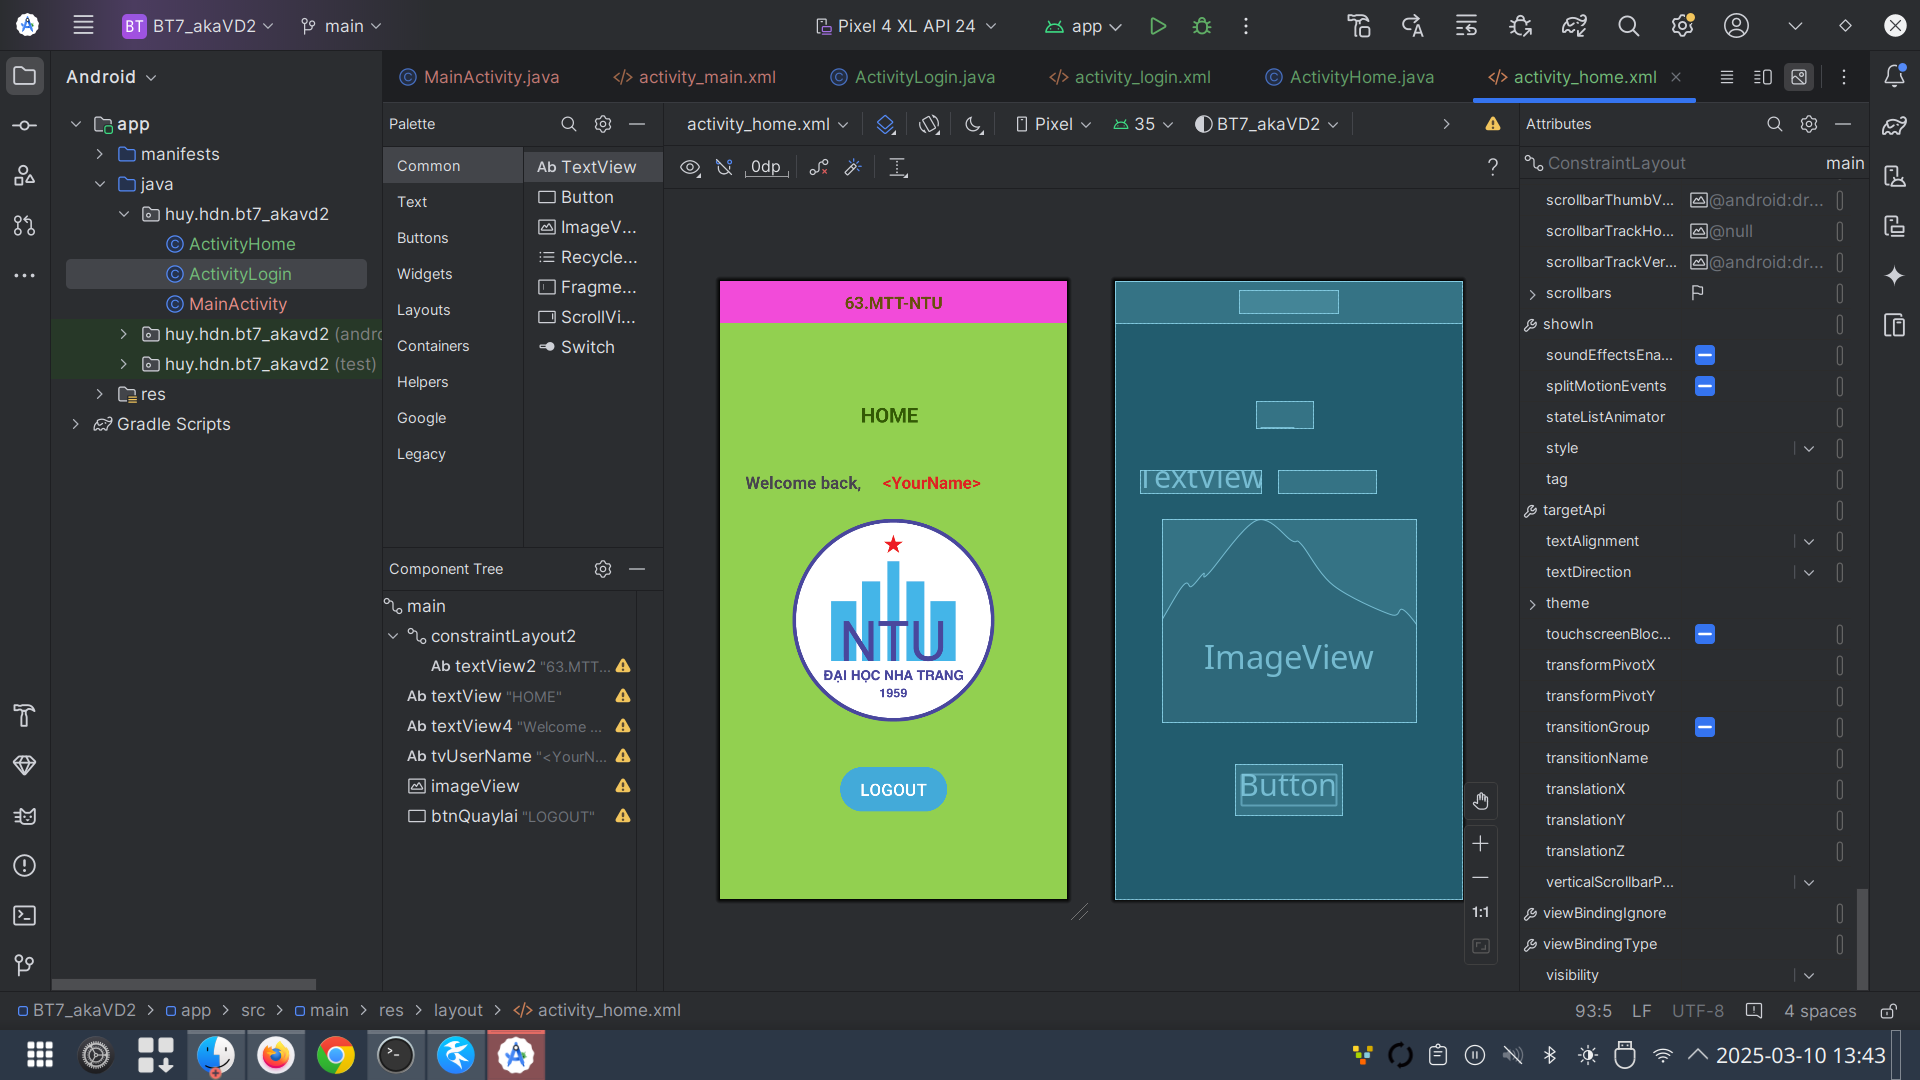 BT BT7_akaVD2 main Pixel 4 XL API 24 app
Android
MainActivity.java activity_main.xml ActivityLogin.java activity_login.xml ActivityHome.java activity_home.xml
app
manifests
java
huy.hdn.bt7_akavd2
ActivityHome
ActivityLogin
MainActivity
huy.hdn.bt7_akavd2 (andro
huy.hdn.bt7_akavd2 (test)
res
Gradle Scripts
Palette
Common
Text
Buttons
Widgets
Layouts
Containers
Helpers
Google
Legacy
Ab TextView
Button
ImageV...
Recycle...
Fragme...
ScrollVi...
Switch
Component Tree
main
constraintLayout2
Ab textView2 "63.MTT...
Ab textView "HOME"
Ab textView4 "Welcome ...
Ab tvUserName "<YourN...
imageView
btnQuaylai "LOGOUT"
activity_home.xml Pixel 35 BT7_akaVD2
0dp ?
63.MTT-NTU
HOME
Welcome back, <YourName>
NTU
ĐẠI HỌC NHA TRANG
1959
LOGOUT
TextView
ImageView
Button
1:1
Attributes
ConstraintLayout main
scrollbarThumbV... @android:dr...
scrollbarTrackHo... @null
scrollbarTrackVer... @android:dr...
scrollbars
showIn
soundEffectsEna...
splitMotionEvents
stateListAnimator
style
tag
targetApi
textAlignment
textDirection
theme
touchscreenBloc...
transformPivotX
transformPivotY
transitionGroup
transitionName
translationX
translationY
translationZ
verticalScrollbarP...
viewBindingIgnore
viewBindingType
visibility
BT7_akaVD2 > app > src > main > res > layout > activity_home.xml
93:5 LF UTF-8 4 spaces
2025-03-10 13:43